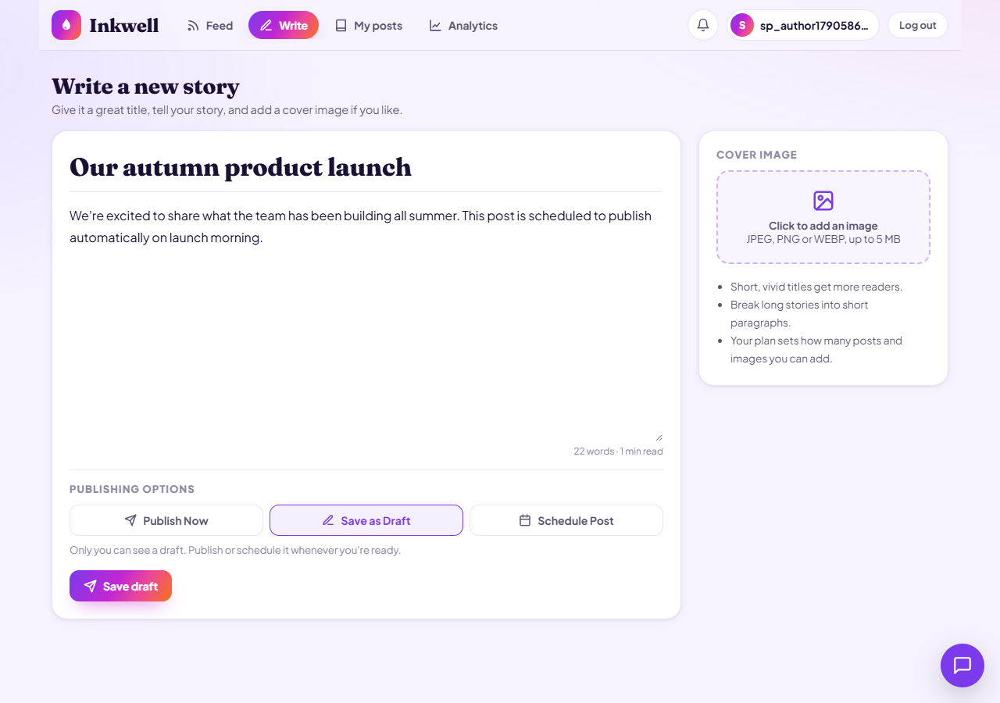 Inkwell
Feed
Write
My posts
Analytics
S
sp_author1790586…
Log out
Write a new story
Give it a great title, tell your story, and add a cover image if you like.
Our autumn product launch
We're excited to share what the team has been building all summer. This post is scheduled to publish
automatically on launch morning.
22 words · 1 min read
PUBLISHING OPTIONS
Publish Now
Save as Draft
Schedule Post
Only you can see a draft. Publish or schedule it whenever you're ready.
Save draft
COVER IMAGE
Click to add an image
JPEG, PNG or WEBP, up to 5 MB
Short, vivid titles get more readers.
Break long stories into short
paragraphs.
Your plan sets how many posts and
images you can add.